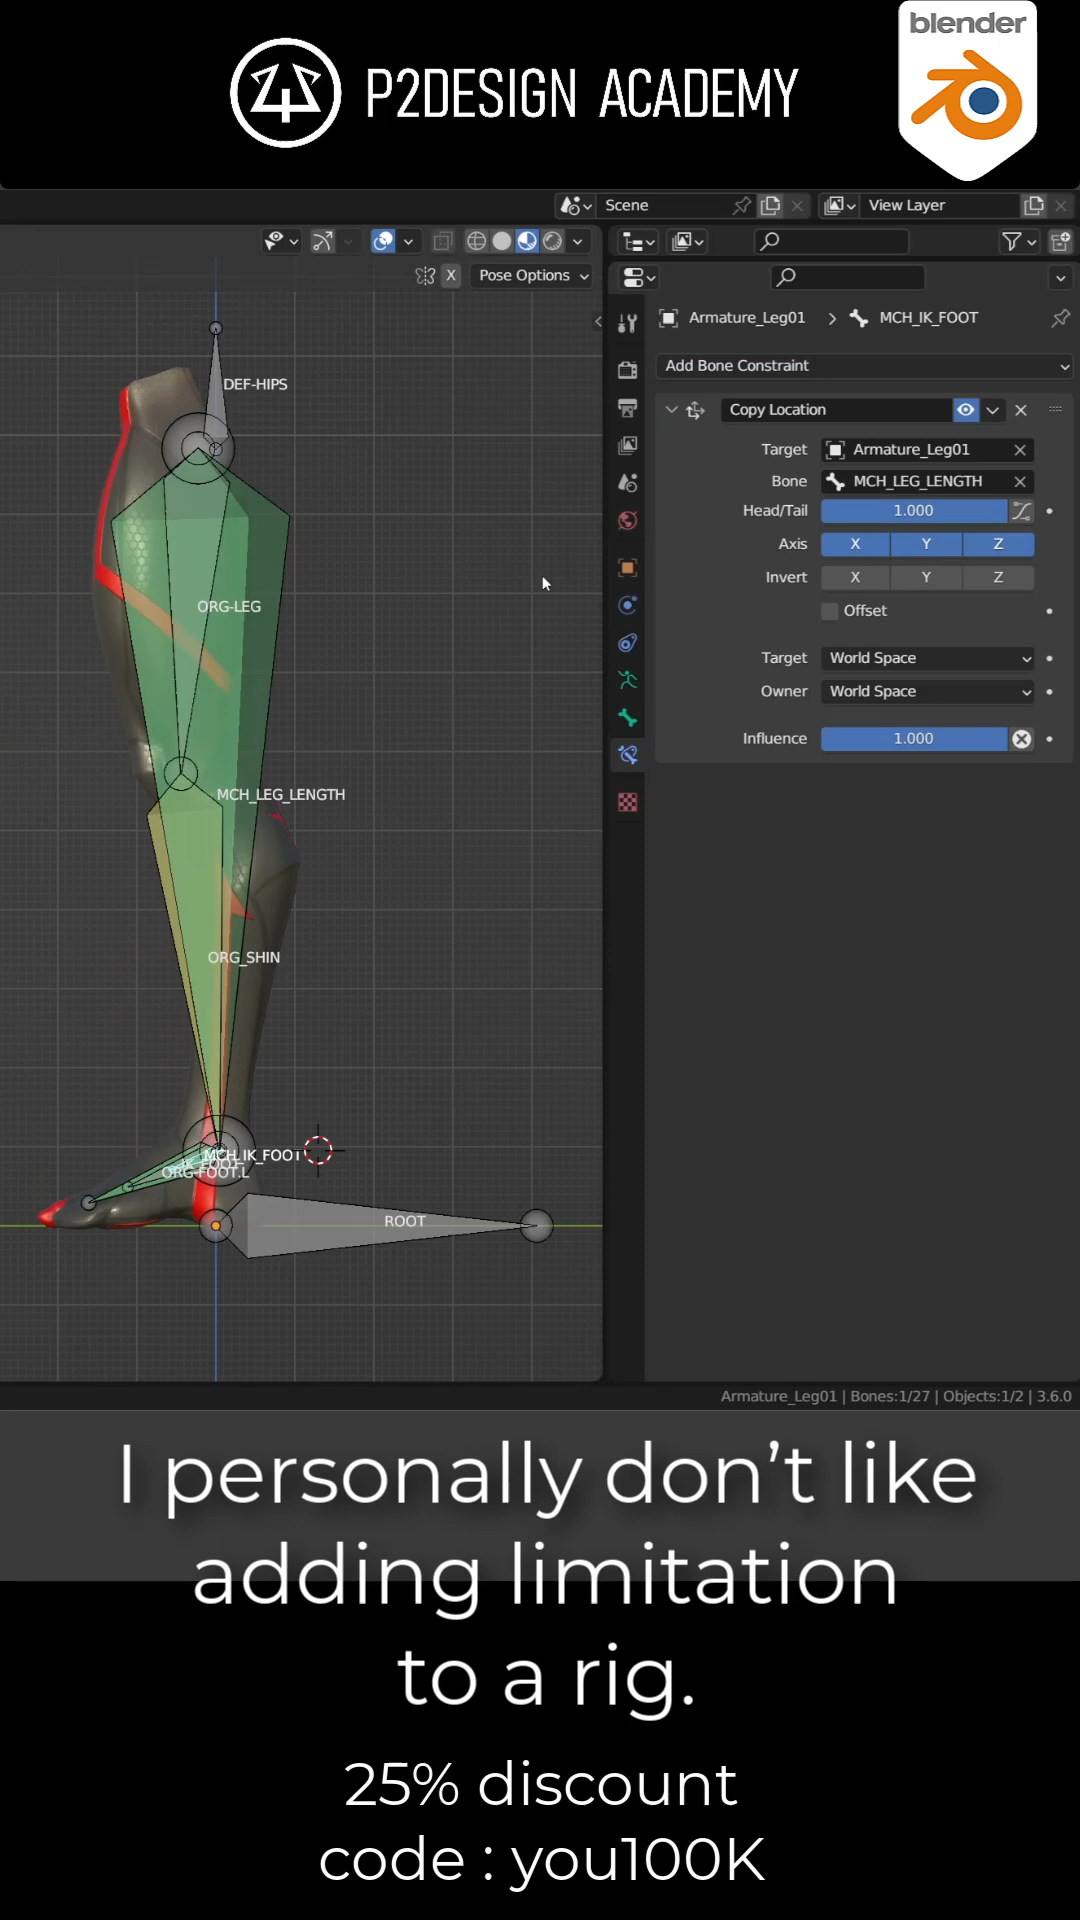 P2DESIGN ACADEMY
blender
Scene
View Layer
X
Pose Options
Armature_Leg01 > MCH_IK_FOOT
Add Bone Constraint
Copy Location
Target Armature_Leg01
Bone MCH_LEG_LENGTH
Head/Tail 1.000
Axis X Y Z
Invert X Y Z
Offset
Target World Space
Owner World Space
Influence 1.000
DEF-HIPS
ORG-LEG
MCH_LEG_LENGTH
ORG_SHIN
MCH_IK_FOOT
IK_FOOT
ORG-FOOT.L
ROOT
Armature_Leg01 | Bones:1/27 | Objects:1/2 | 3.6.0
I personally don’t like
adding limitation
to a rig.
25% discount
code : you100K